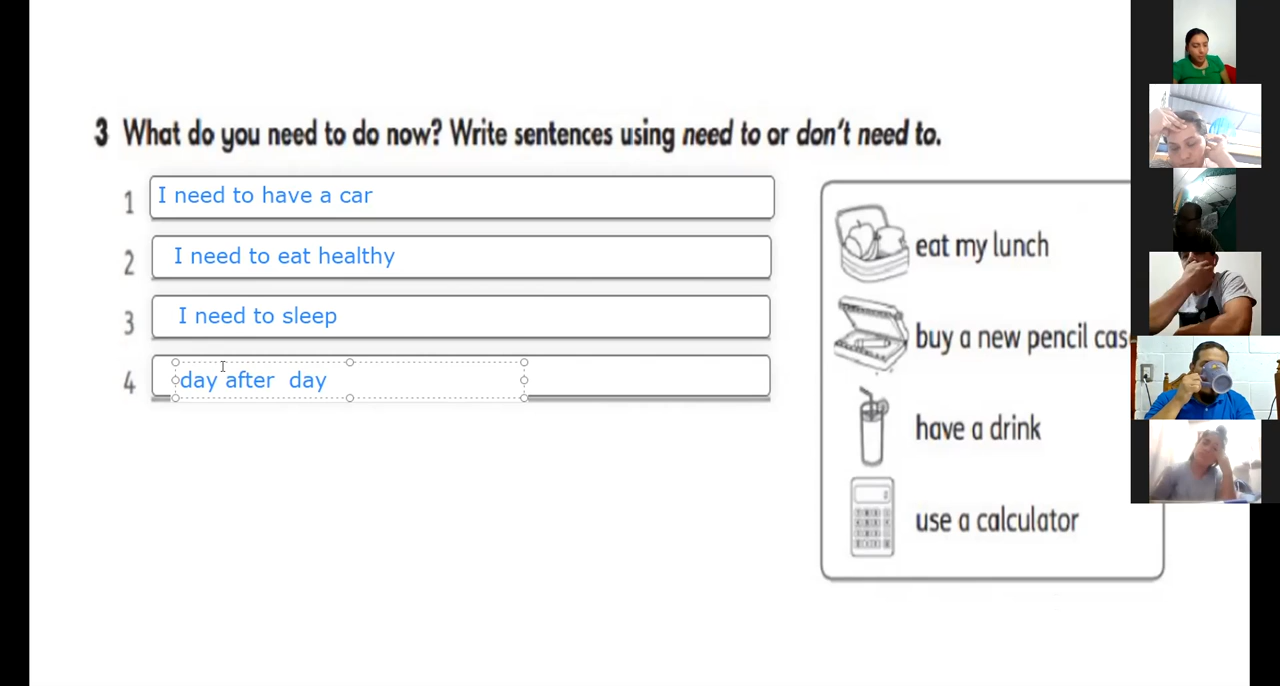 3 What do you need to do now? Write sentences using need to or don't need to.
1 I need to have a car
2 I need to eat healthy
3 I need to sleep
4 day after day
eat my lunch
buy a new pencil cas
have a drink
use a calculator